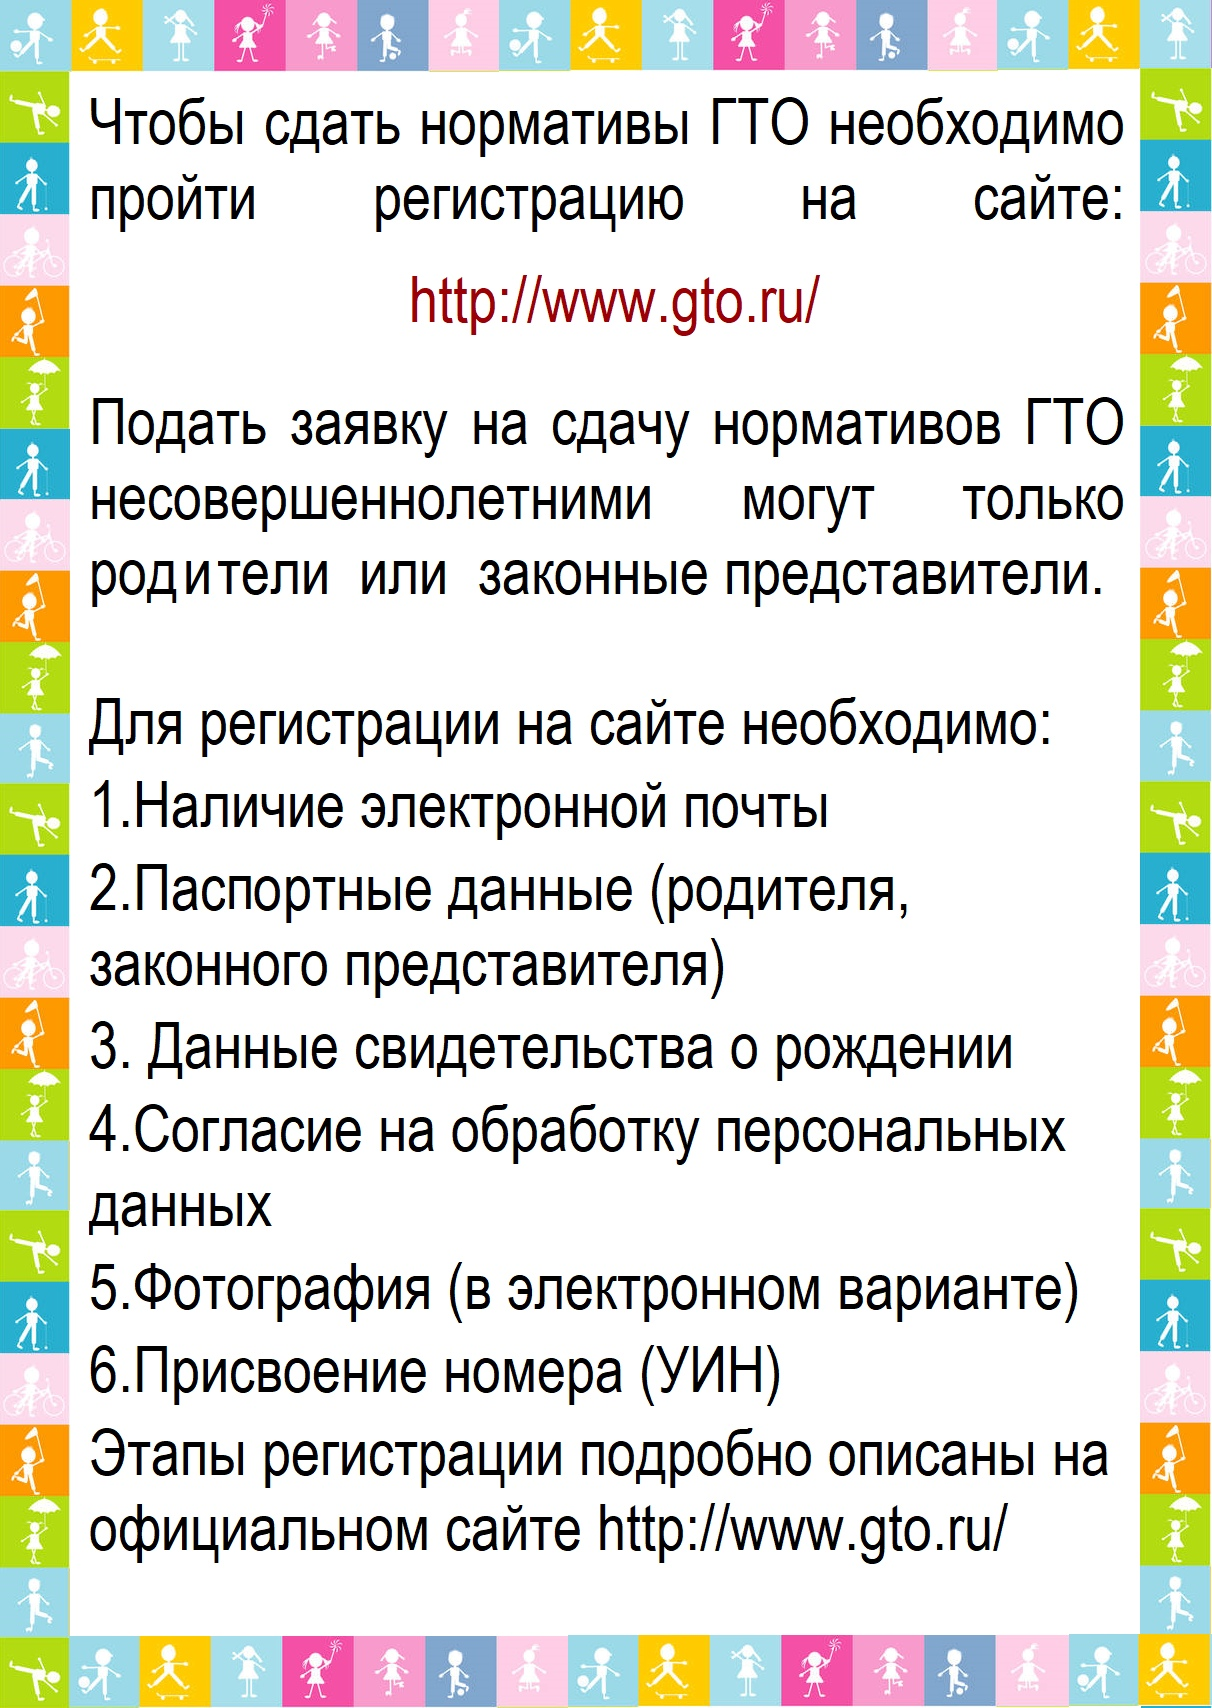 Чтобы сдать нормативы ГТО необходимо
пройти регистрацию на сайте:
http://www.gto.ru/
Подать заявку на сдачу нормативов ГТО
несовершеннолетними могут только
родители или законные представители.
Для регистрации на сайте необходимо:
1.Наличие электронной почты
2.Паспортные данные (родителя,
законного представителя)
3. Данные свидетельства о рождении
4.Согласие на обработку персональных
данных
5.Фотография (в электронном варианте)
6.Присвоение номера (УИН)
Этапы регистрации подробно описаны на
официальном сайте http://www.gto.ru/